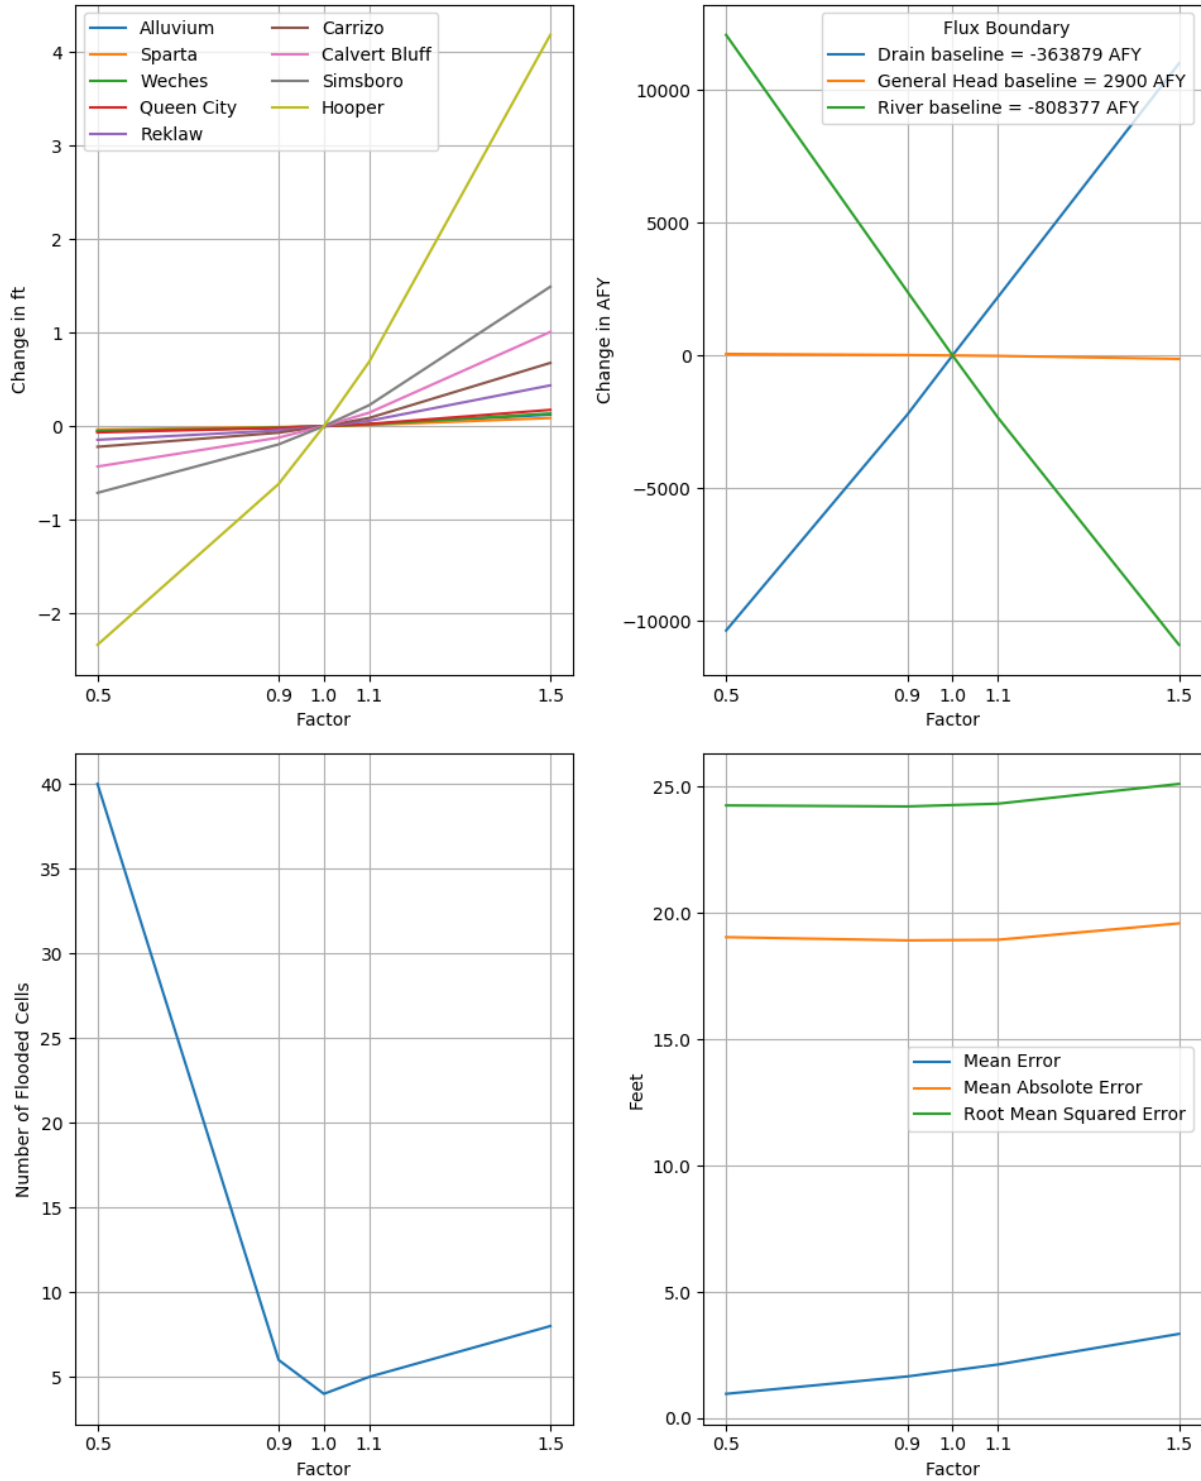 Alluvium
Sparta
Weches
Queen City
Reklaw
Carrizo
Calvert Bluff
Simsboro
Hooper
4
3
2
1
0
−1
−2
Change in ft
0.5 0.9 1.0 1.1 1.5
Factor
Flux Boundary
Drain baseline = -363879 AFY
General Head baseline = 2900 AFY
River baseline = -808377 AFY
10000
5000
0
−5000
−10000
Change in AFY
0.5 0.9 1.0 1.1 1.5
Factor
40
35
30
25
20
15
10
5
Number of Flooded Cells
0.5 0.9 1.0 1.1 1.5
Factor
25.0
20.0
15.0
10.0
5.0
0.0
Feet
Mean Error
Mean Absolote Error
Root Mean Squared Error
0.5 0.9 1.0 1.1 1.5
Factor